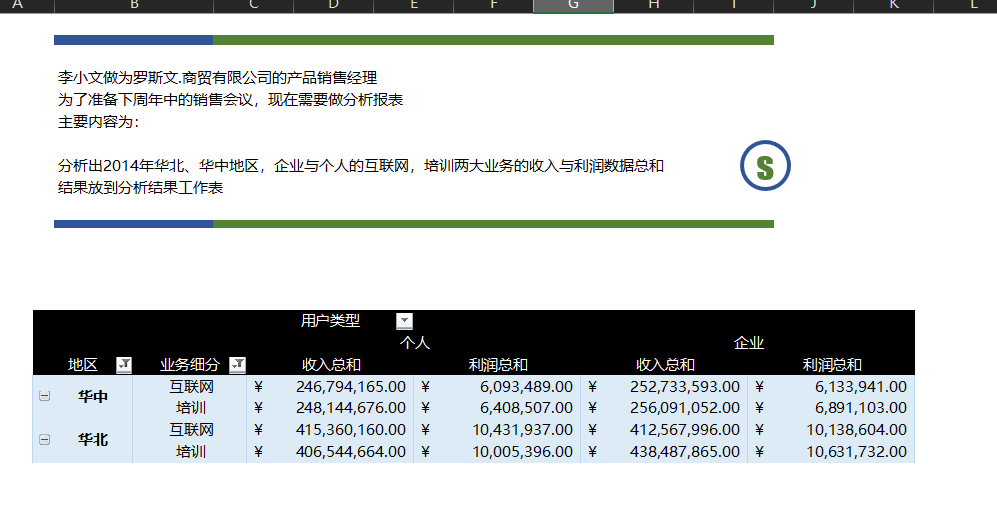 A B C D E F G H I J K L
李小文做为罗斯文.商贸有限公司的产品销售经理
为了准备下周年中的销售会议，现在需要做分析报表
主要内容为：
分析出2014年华北、华中地区，企业与个人的互联网，培训两大业务的收入与利润数据总和
结果放到分析结果工作表
S
用户类型
个人 企业
地区 业务细分 收入总和 利润总和 收入总和 利润总和
华中 互联网 ¥ 246,794,165.00 ¥ 6,093,489.00 ¥ 252,733,593.00 ¥ 6,133,941.00
培训 ¥ 248,144,676.00 ¥ 6,408,507.00 ¥ 256,091,052.00 ¥ 6,891,103.00
华北 互联网 ¥ 415,360,160.00 ¥ 10,431,937.00 ¥ 412,567,996.00 ¥ 10,138,604.00
培训 ¥ 406,544,664.00 ¥ 10,005,396.00 ¥ 438,487,865.00 ¥ 10,631,732.00